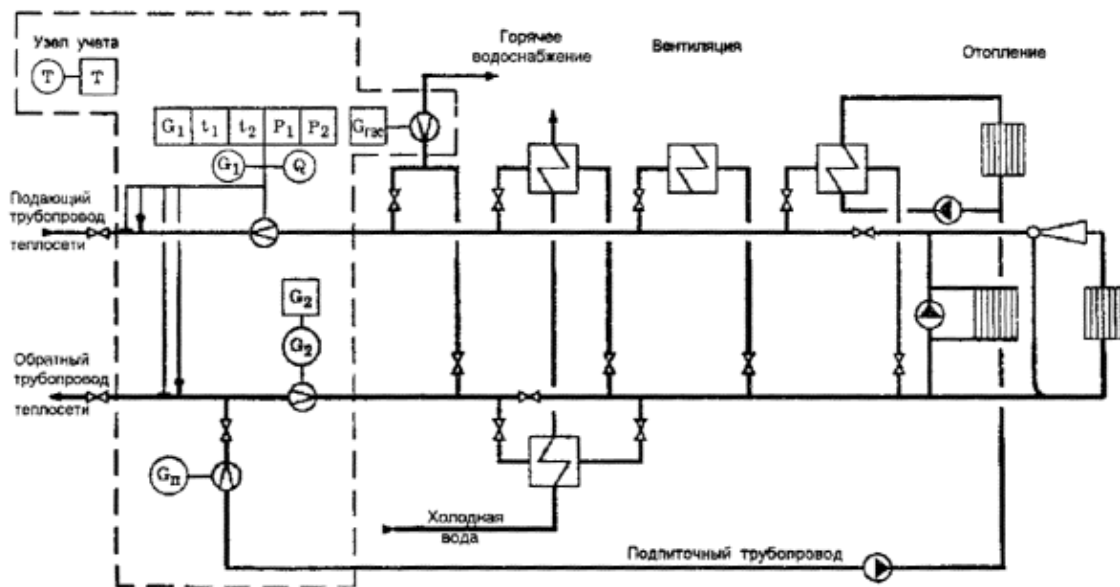 Узел учета
T T
Горячее
водоснабжение
Вентиляция
Отопление
G1 t1 t2 P1 P2
Gгвс
G1 Q
Подающий
трубопровод
теплосети
G2
G2
Обратный
трубопровод
теплосети
Gп
Холодная
вода
Подпиточный трубопровод